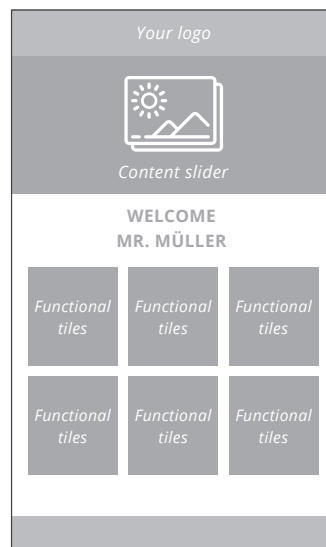 Your logo
Content slider
WELCOME
MR. MÜLLER
Functional
tiles
Functional
tiles
Functional
tiles
Functional
tiles
Functional
tiles
Functional
tiles